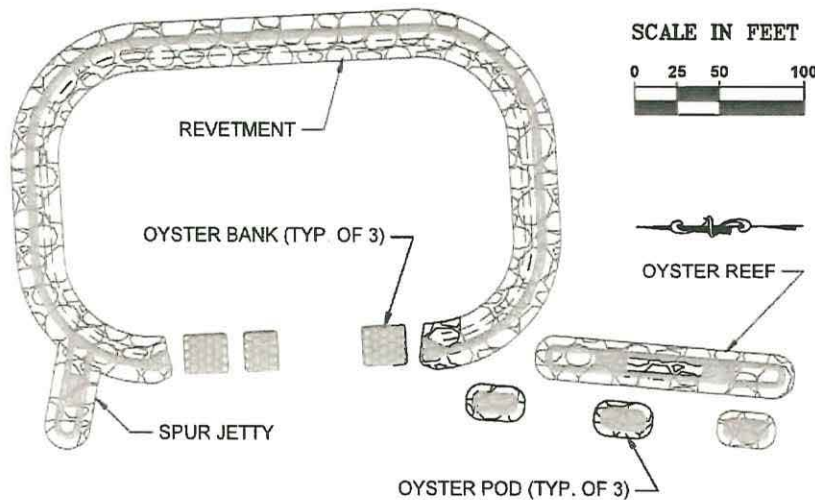 SCALE IN FEET
0 25 50 100
REVETMENT
OYSTER BANK (TYP. OF 3)
OYSTER REEF
SPUR JETTY
OYSTER POD (TYP. OF 3)